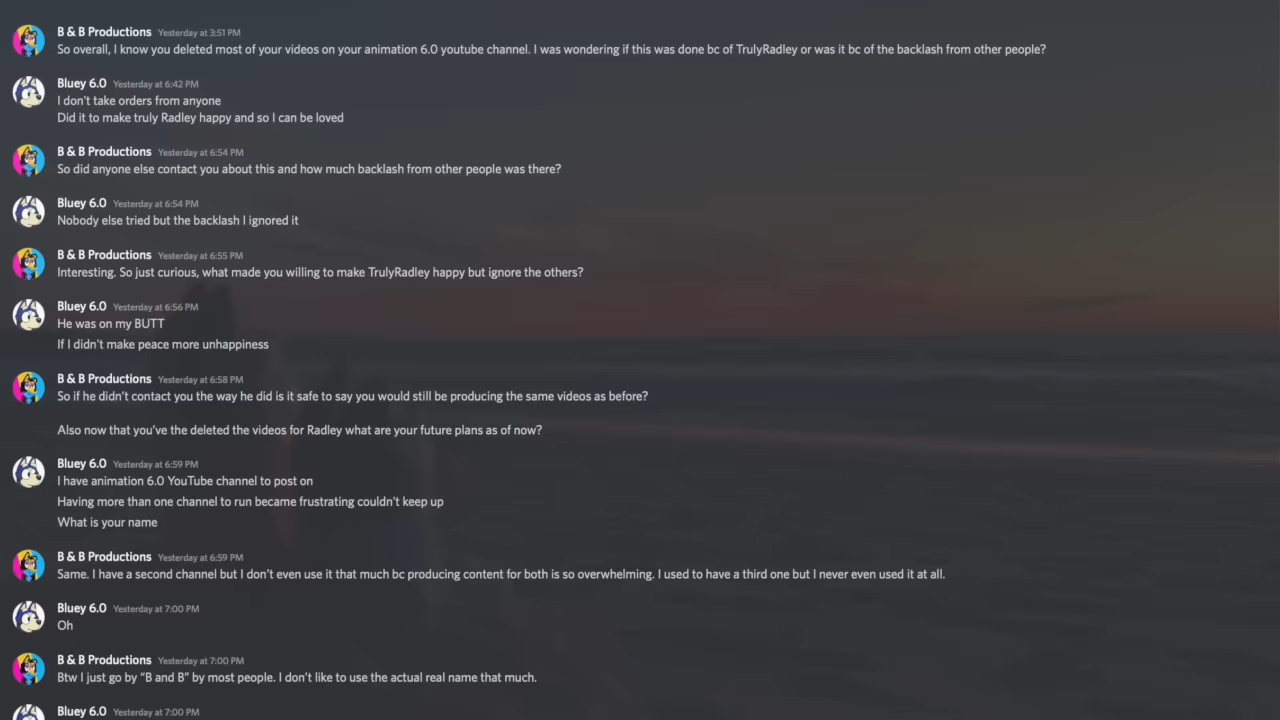 B & B Productions Yesterday at 3:51 PM
So overall, I know you deleted most of your videos on your animation 6.0 youtube channel. I was wondering if this was done bc of TrulyRadley or was it bc of the backlash from other people?
Bluey 6.0 Yesterday at 6:42 PM
I don't take orders from anyone
Did it to make truly Radley happy and so I can be loved
B & B Productions Yesterday at 6:54 PM
So did anyone else contact you about this and how much backlash from other people was there?
Bluey 6.0 Yesterday at 6:54 PM
Nobody else tried but the backlash I ignored it
B & B Productions Yesterday at 6:55 PM
Interesting. So just curious, what made you willing to make TrulyRadley happy but ignore the others?
Bluey 6.0 Yesterday at 6:56 PM
He was on my BUTT
If I didn't make peace more unhappiness
B & B Productions Yesterday at 6:58 PM
So if he didn't contact you the way he did is it safe to say you would still be producing the same videos as before?
Also now that you've the deleted the videos for Radley what are your future plans as of now?
Bluey 6.0 Yesterday at 6:59 PM
I have animation 6.0 YouTube channel to post on
Having more than one channel to run became frustrating couldn't keep up
What is your name
B & B Productions Yesterday at 6:59 PM
Same. I have a second channel but I don't even use it that much bc producing content for both is so overwhelming. I used to have a third one but I never even used it at all.
Bluey 6.0 Yesterday at 7:00 PM
Oh
B & B Productions Yesterday at 7:00 PM
Btw I just go by “B and B” by most people. I don't like to use the actual real name that much.
Bluey 6.0 Yesterday at 7:00 PM